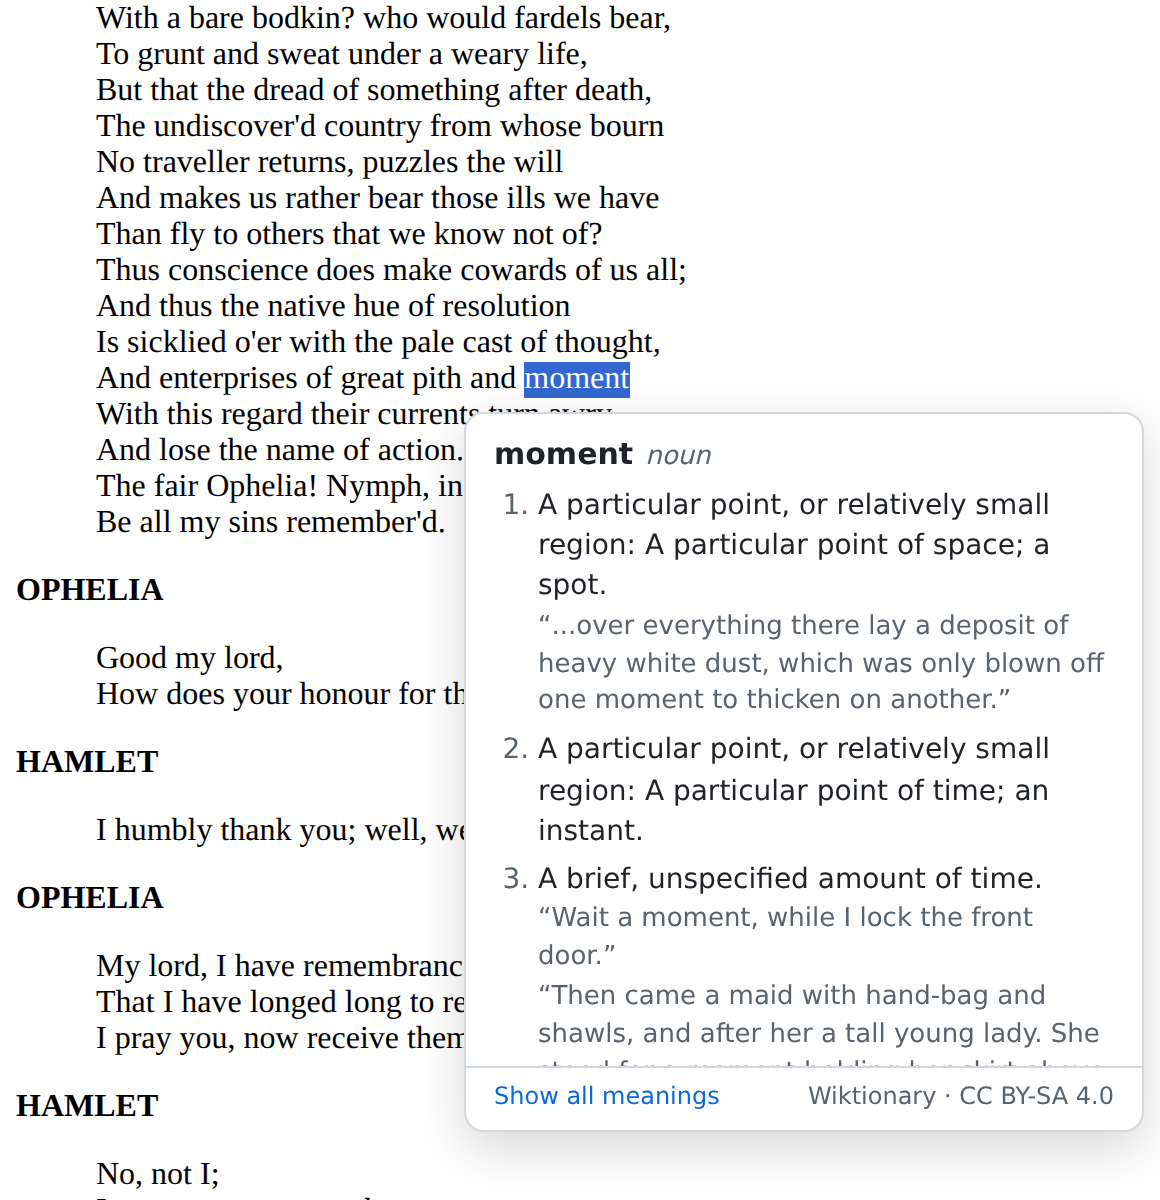 With a bare bodkin? who would fardels bear,
To grunt and sweat under a weary life,
But that the dread of something after death,
The undiscover'd country from whose bourn
No traveller returns, puzzles the will
And makes us rather bear those ills we have
Than fly to others that we know not of?
Thus conscience does make cowards of us all;
And thus the native hue of resolution
Is sicklied o'er with the pale cast of thought,
And enterprises of great pith and moment
With this regard their currents turn awry,
And lose the name of action.
The fair Ophelia! Nymph, in
Be all my sins remember'd.
OPHELIA
Good my lord,
How does your honour for
HAMLET
I humbly thank you; well,
OPHELIA
My lord, I have
That I have longed long to
I pray you, now receive
HAMLET
No, not I;
moment noun
1. A particular point, or relatively small
region: A particular point of space; a
spot.
“...over everything there lay a deposit of
heavy white dust, which was only blown off
one moment to thicken on another.”
2. A particular point, or relatively small
region: A particular point of time; an
instant.
3. A brief, unspecified amount of time.
“Wait a moment, while I lock the front
door.”
“Then came a maid with hand-bag and
shawls, and after her a tall young lady. She
stood for a moment holding her skirt above
Show all meanings
Wiktionary · CC BY-SA 4.0